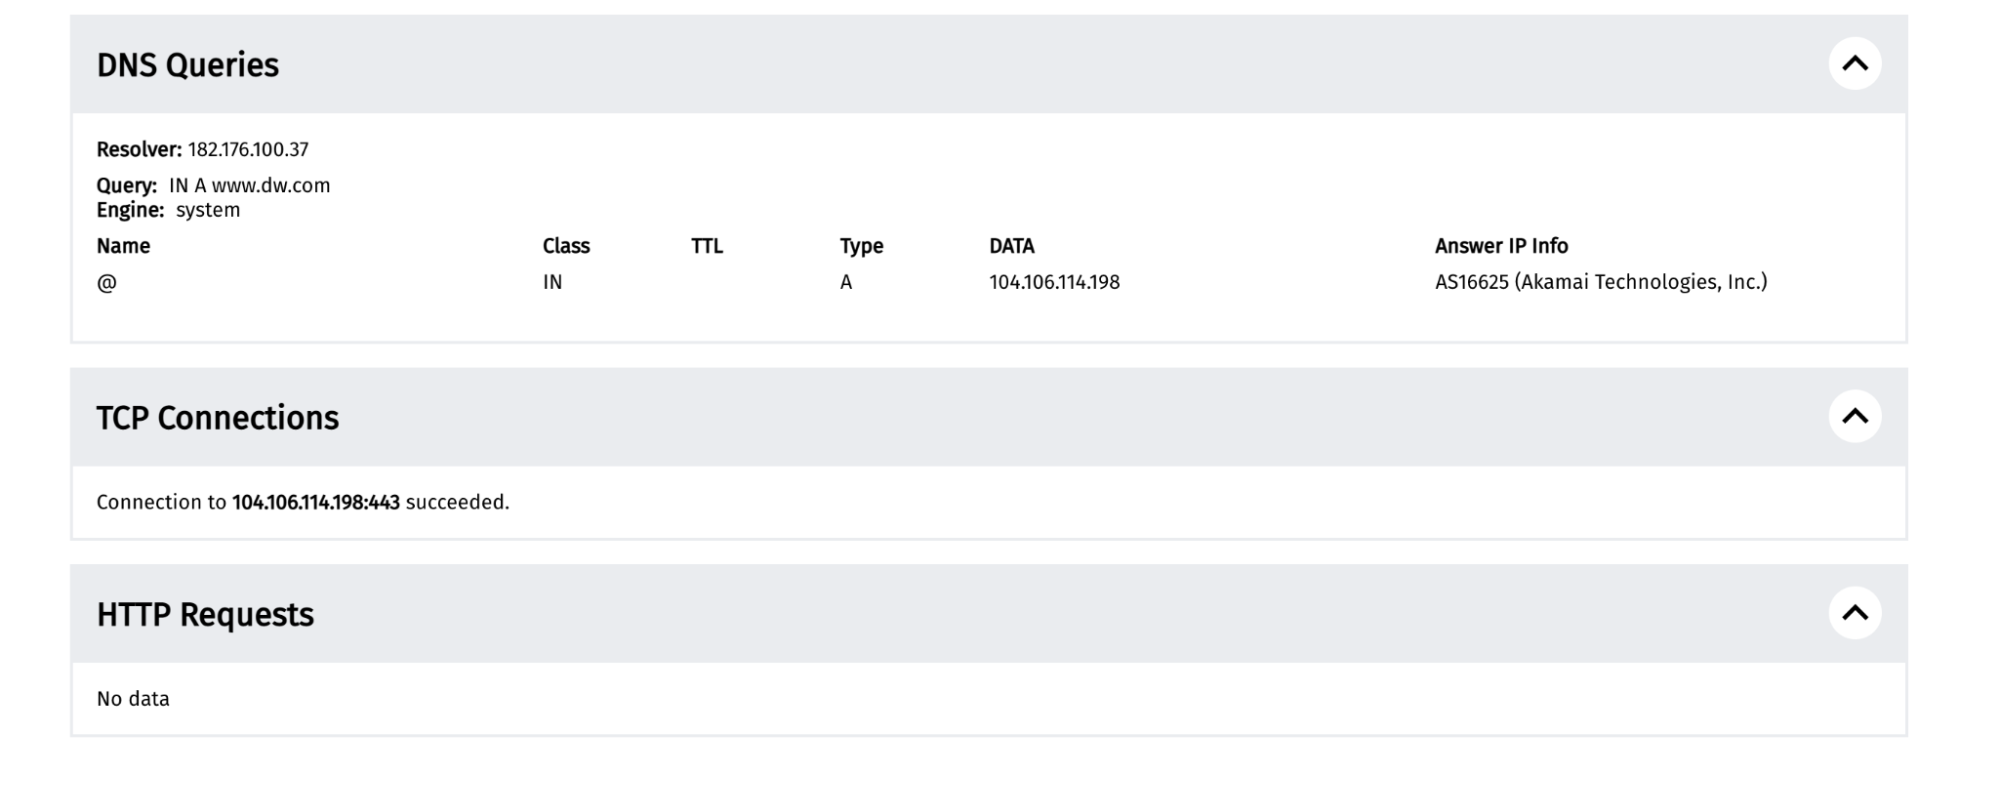 DNS Queries
Resolver: 182.176.100.37
Query: IN A www.dw.com
Engine: system
Name Class TTL Type DATA Answer IP Info
@ IN A 104.106.114.198 AS16625 (Akamai Technologies, Inc.)
TCP Connections
Connection to 104.106.114.198:443 succeeded.
HTTP Requests
No data